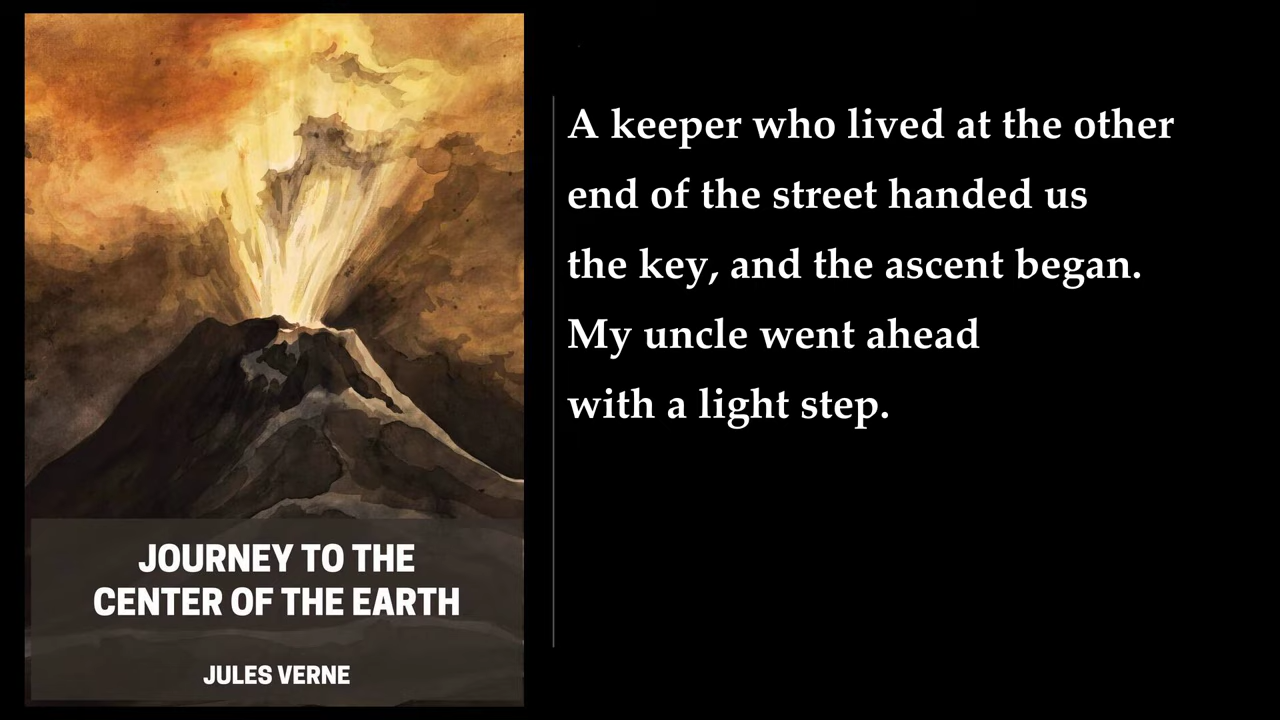 JOURNEY TO THE
CENTER OF THE EARTH
JULES VERNE
A keeper who lived at the other
end of the street handed us
the key, and the ascent began.
My uncle went ahead
with a light step.